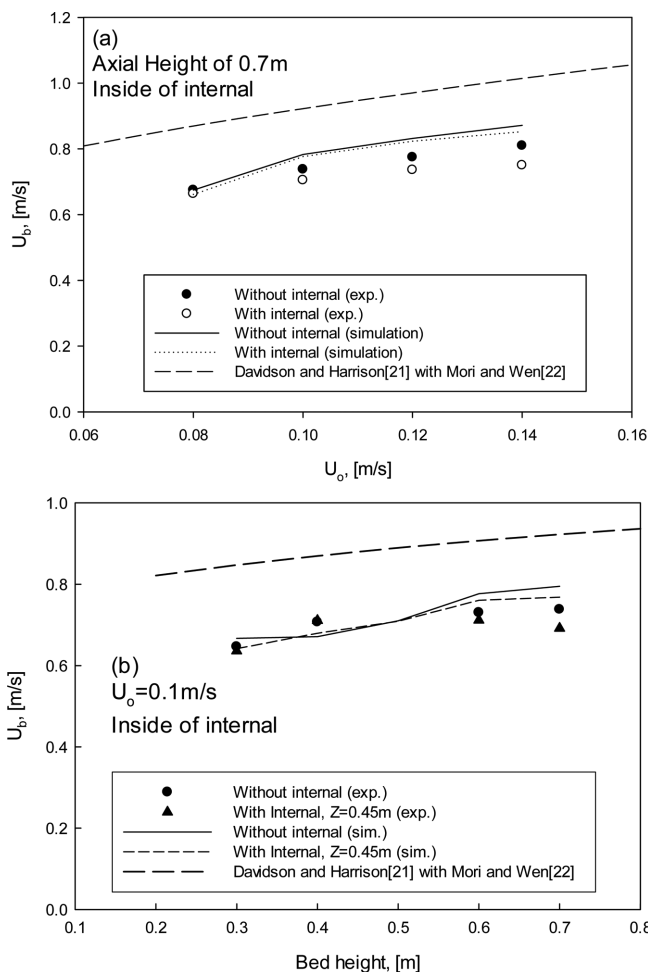 (a)
Axial Height of 0.7m
Inside of internal
U_b, [m/s]
1.2
1.0
0.8
0.6
0.4
0.2
0.0
Without internal (exp.)
With internal (exp.)
Without internal (simulation)
With internal (simulation)
Davidson and Harrison[21] with Mori and Wen[22]
0.06 0.08 0.10 0.12 0.14 0.16
U_o, [m/s]
1.0
0.8
0.6
0.4
0.2
0.0
U_b, [m/s]
(b)
U_o=0.1m/s
Inside of internal
Without internal (exp.)
With Internal, Z=0.45m (exp.)
Without internal (sim.)
With Internal, Z=0.45m (sim.)
Davidson and Harrison[21] with Mori and Wen[22]
0.1 0.2 0.3 0.4 0.5 0.6 0.7 0.8
Bed height, [m]